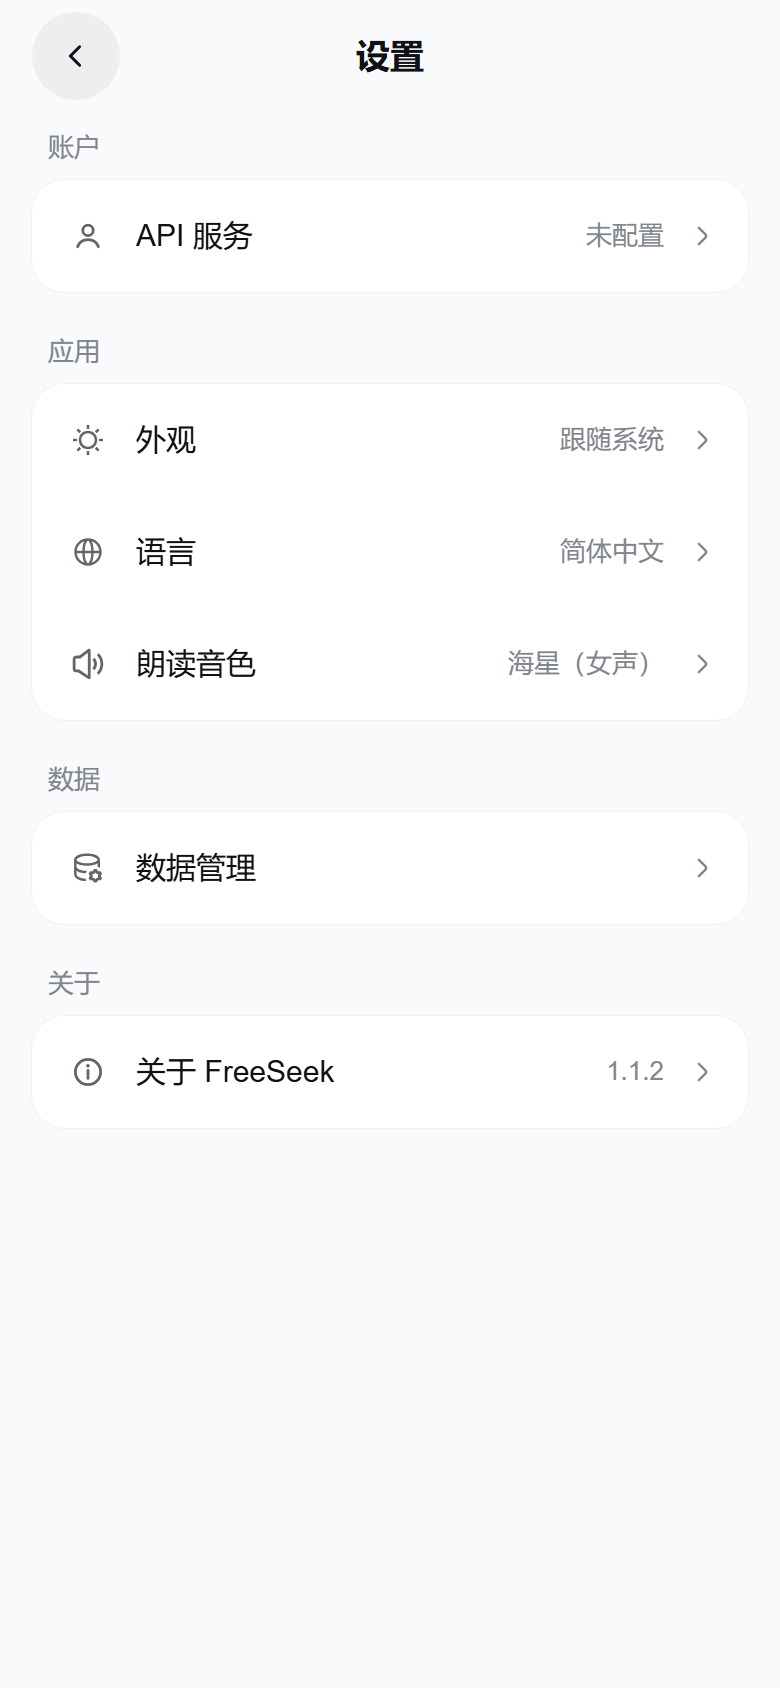 设置
账户
API 服务 未配置
应用
外观 跟随系统
语言 简体中文
朗读音色 海星（女声）
数据
数据管理
关于
关于 FreeSeek 1.1.2